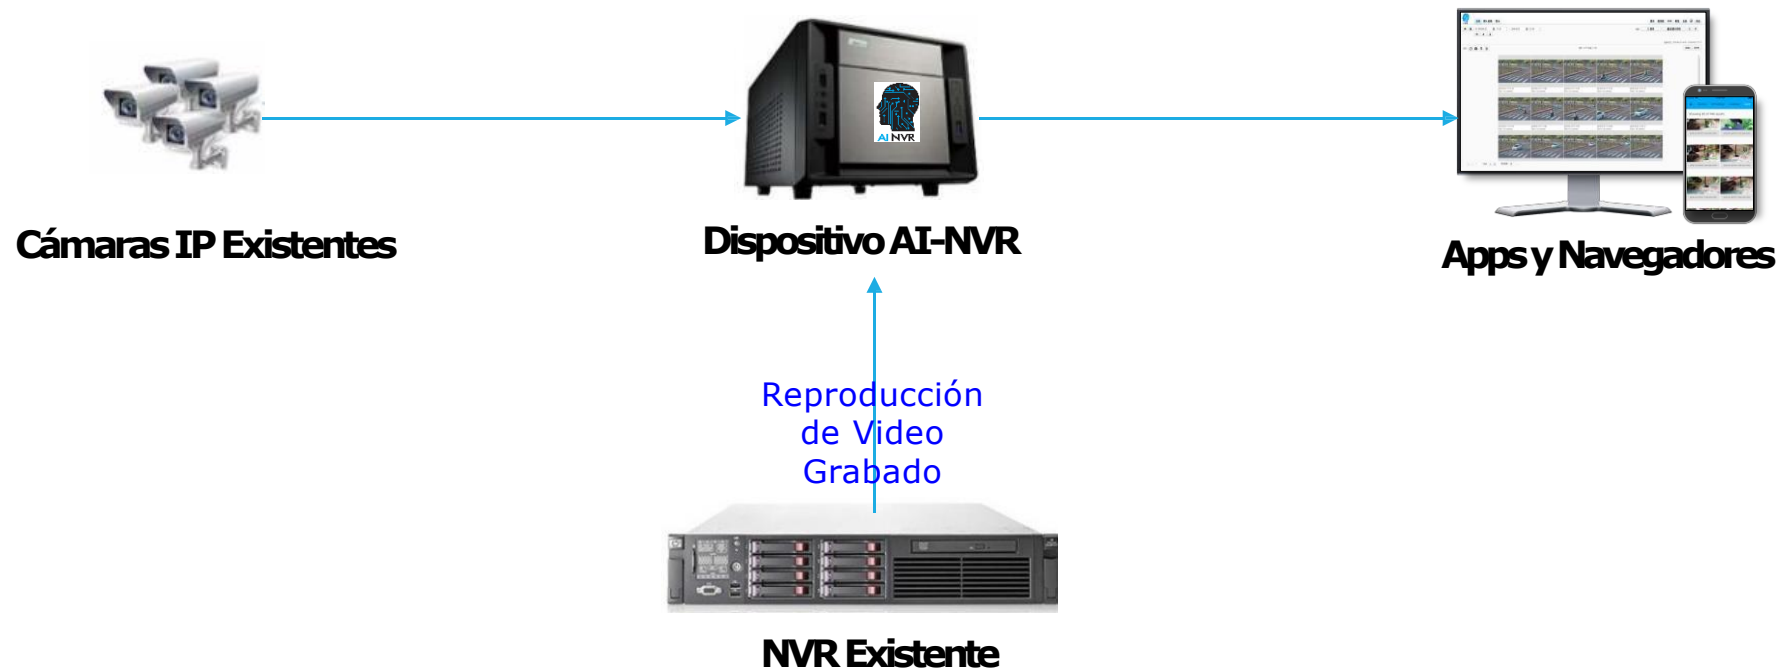 AI NVR
Cámaras IP Existentes
Dispositivo AI-NVR
Apps y Navegadores
Reproducción
de Video
Grabado
NVR Existente